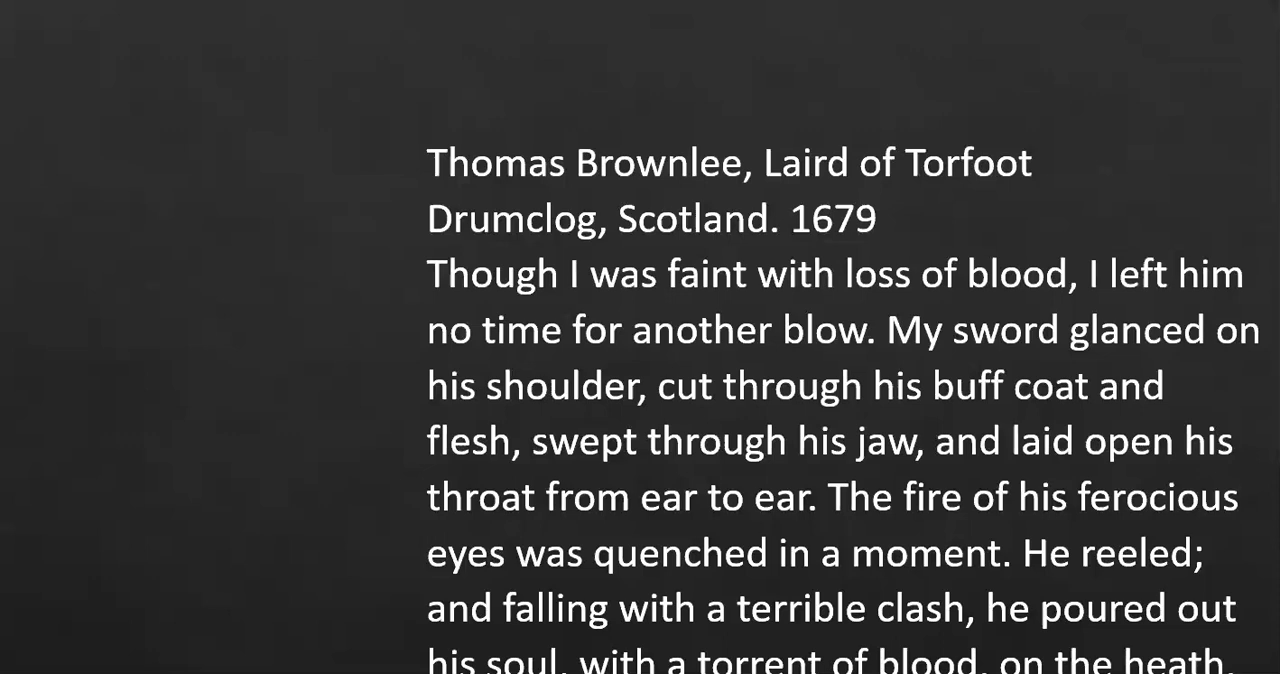 Thomas Brownlee, Laird of Torfoot
Drumclog, Scotland. 1679
Though I was faint with loss of blood, I left him
no time for another blow. My sword glanced on
his shoulder, cut through his buff coat and
flesh, swept through his jaw, and laid open his
throat from ear to ear. The fire of his ferocious
eyes was quenched in a moment. He reeled;
and falling with a terrible clash, he poured out
his soul, with a torrent of blood, on the heath.